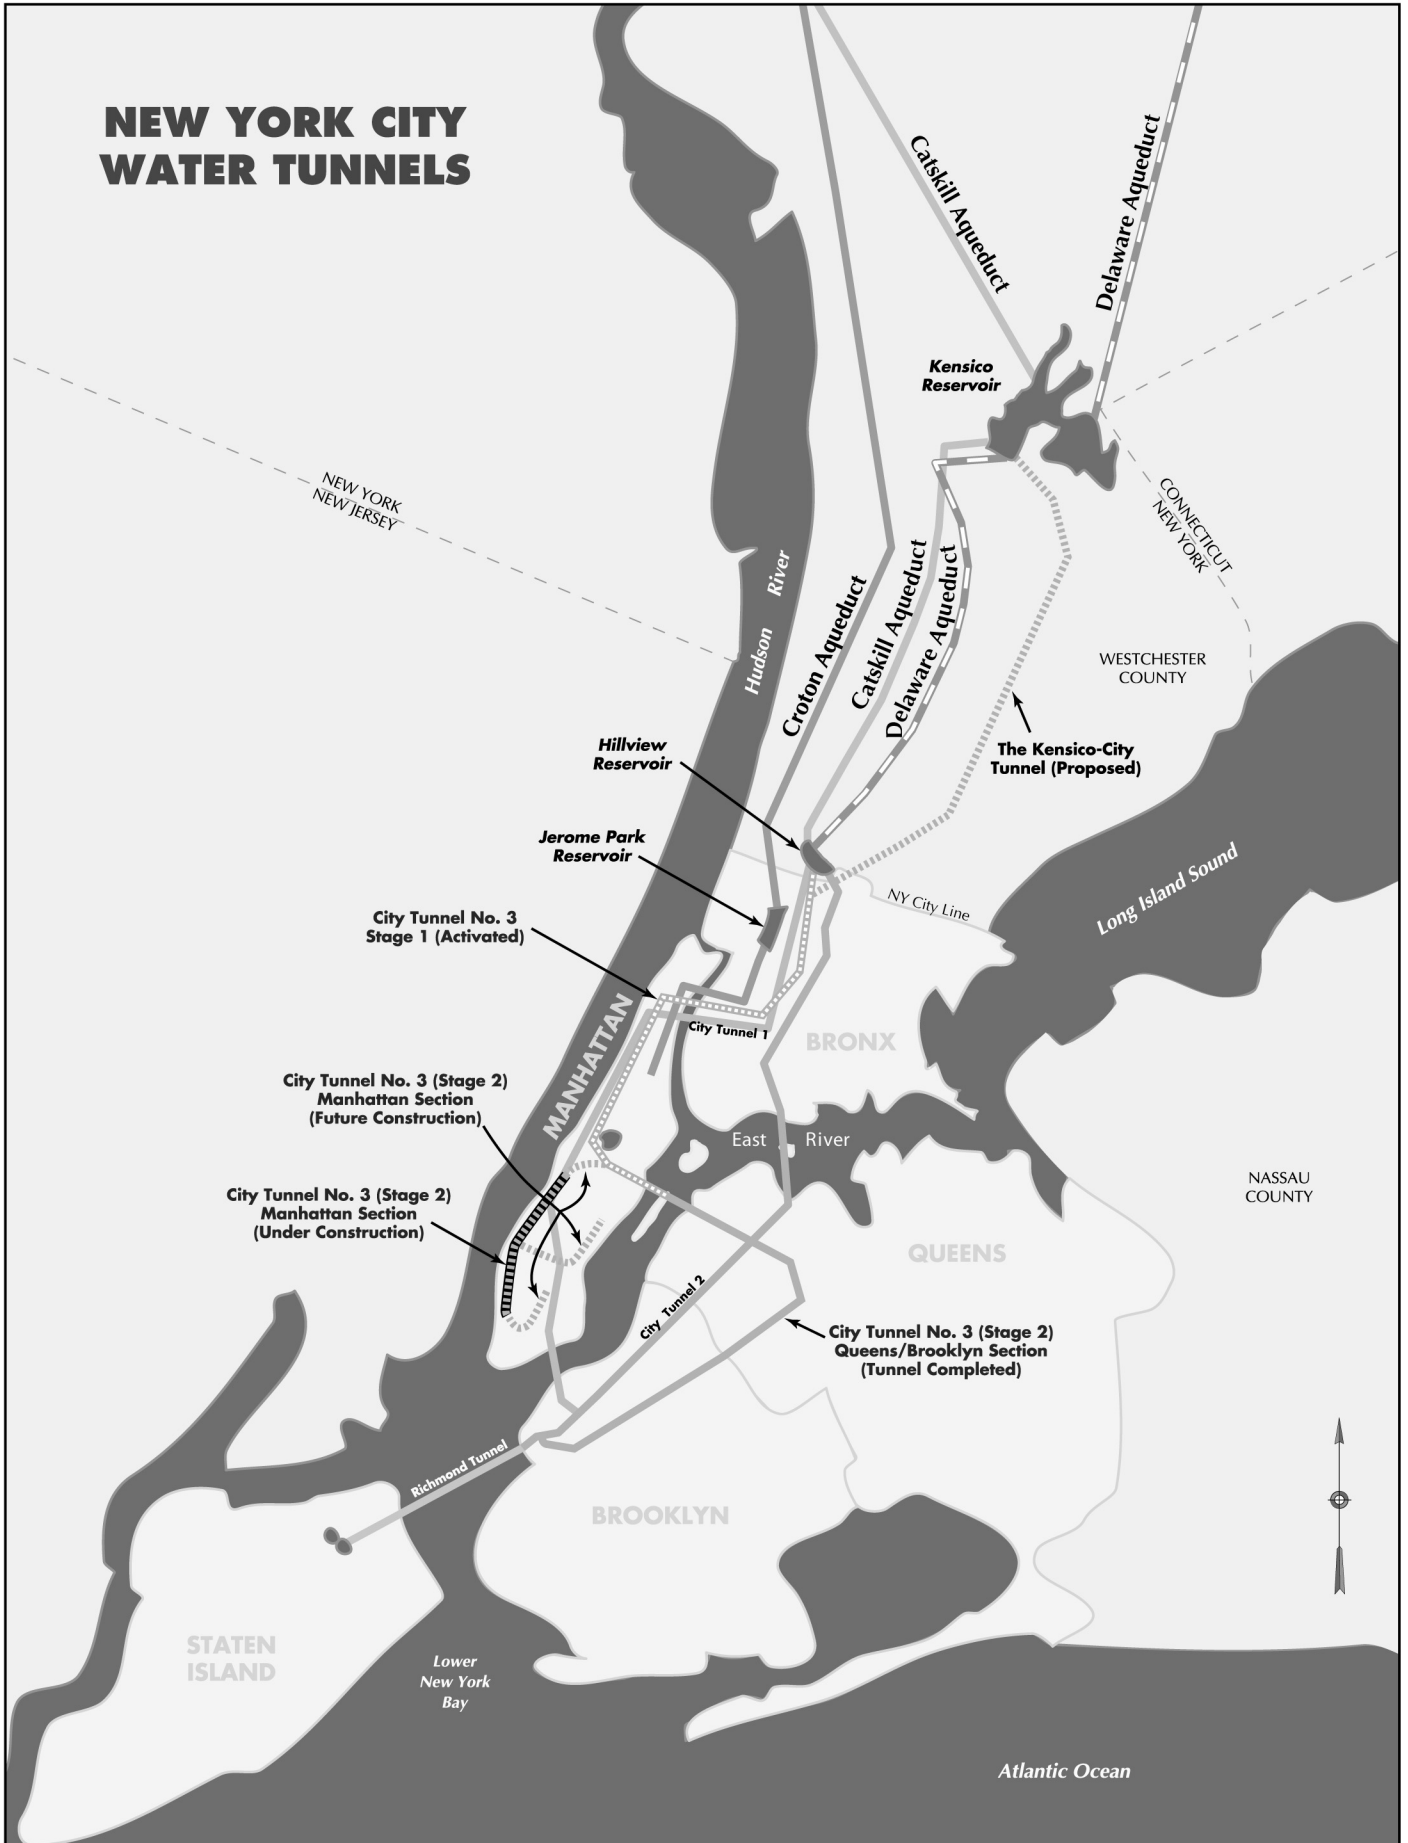 NEW YORK CITY
WATER TUNNELS
Catskill Aqueduct
Delaware Aqueduct
Kensico
Reservoir
NEW YORK
NEW JERSEY
CONNECTICUT
NEW YORK
Hudson River
Croton Aqueduct
Catskill Aqueduct
Delaware Aqueduct
WESTCHESTER
COUNTY
The Kensico-City
Tunnel (Proposed)
Hillview
Reservoir
Jerome Park
Reservoir
NY City Line
Long Island Sound
City Tunnel No. 3
Stage 1 (Activated)
MANHATTAN
City Tunnel 1
BRONX
City Tunnel No. 3 (Stage 2)
Manhattan Section
(Future Construction)
East River
City Tunnel No. 3 (Stage 2)
Manhattan Section
(Under Construction)
NASSAU
COUNTY
QUEENS
City Tunnel 2
City Tunnel No. 3 (Stage 2)
Queens/Brooklyn Section
(Tunnel Completed)
Richmond Tunnel
BROOKLYN
STATEN
ISLAND
Lower
New York
Bay
Atlantic Ocean